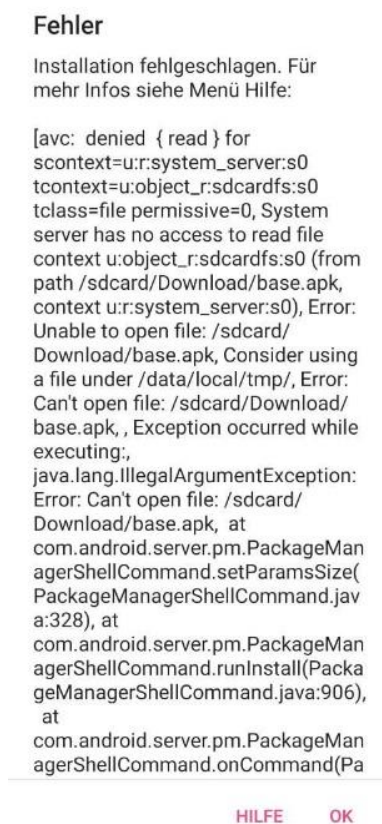 Fehler
Installation fehlgeschlagen. Für
mehr Infos siehe Menü Hilfe:
[avc:  denied  { read } for
scontext=u:r:system_server:s0
tcontext=u:object_r:sdcardfs:s0
tclass=file permissive=0, System
server has no access to read file
context u:object_r:sdcardfs:s0 (from
path /sdcard/Download/base.apk,
context u:r:system_server:s0), Error:
Unable to open file: /sdcard/
Download/base.apk, Consider using
a file under /data/local/tmp/, Error:
Can't open file: /sdcard/Download/
base.apk, , Exception occurred while
executing:,
java.lang.IllegalArgumentException:
Error: Can't open file: /sdcard/
Download/base.apk,  at
com.android.server.pm.PackageMan
agerShellCommand.setParamsSize(
PackageManagerShellCommand.jav
a:328), at
com.android.server.pm.PackageMan
agerShellCommand.runInstall(Packa
geManagerShellCommand.java:906),
at
com.android.server.pm.PackageMan
agerShellCommand.onCommand(Pa
HILFE OK